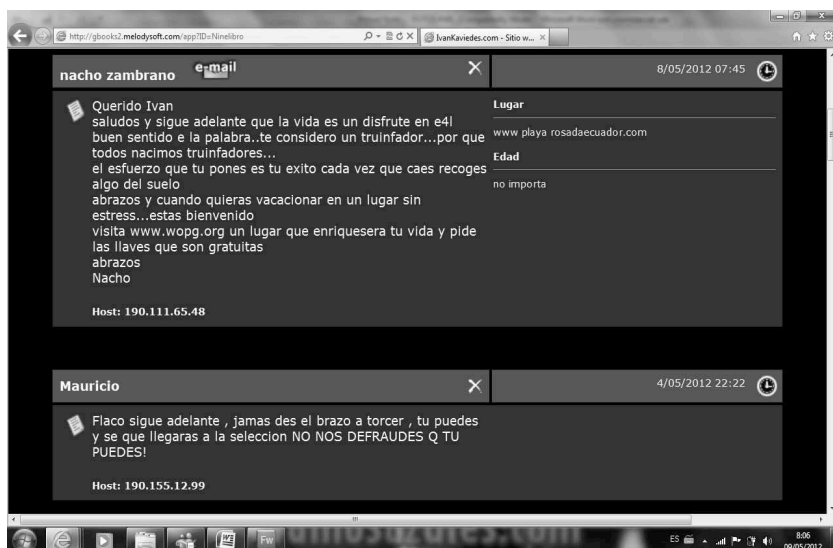 http://gbooks2.melodysoft.com/app?ID=Ninelibro
IvanKaviedes.com - Sitio w...
nacho zambrano
e-mail
8/05/2012 07:45
Querido Ivan
saludos y sigue adelante que la vida es un disfrute en e4l
buen sentido e la palabra..te considero un truinfador...por que
todos nacimos truinfadores...
el esfuerzo que tu pones es tu exito cada vez que caes recoges
algo del suelo
abrazos y cuando quieras vacacionar en un lugar sin
estress...estas bienvenido
visita www.wopg.org un lugar que enriquesera tu vida y pide
las llaves que son gratuitas
abrazos
Nacho
Host: 190.111.65.48
Lugar
www playa rosadaecuador.com
Edad
no importa
Mauricio
4/05/2012 22:22
Flaco sigue adelante , jamas des el brazo a torcer , tu puedes
y se que llegaras a la seleccion NO NOS DEFRAUDES Q TU
PUEDES!
Host: 190.155.12.99
Fw
ES
8:06
09/05/2012